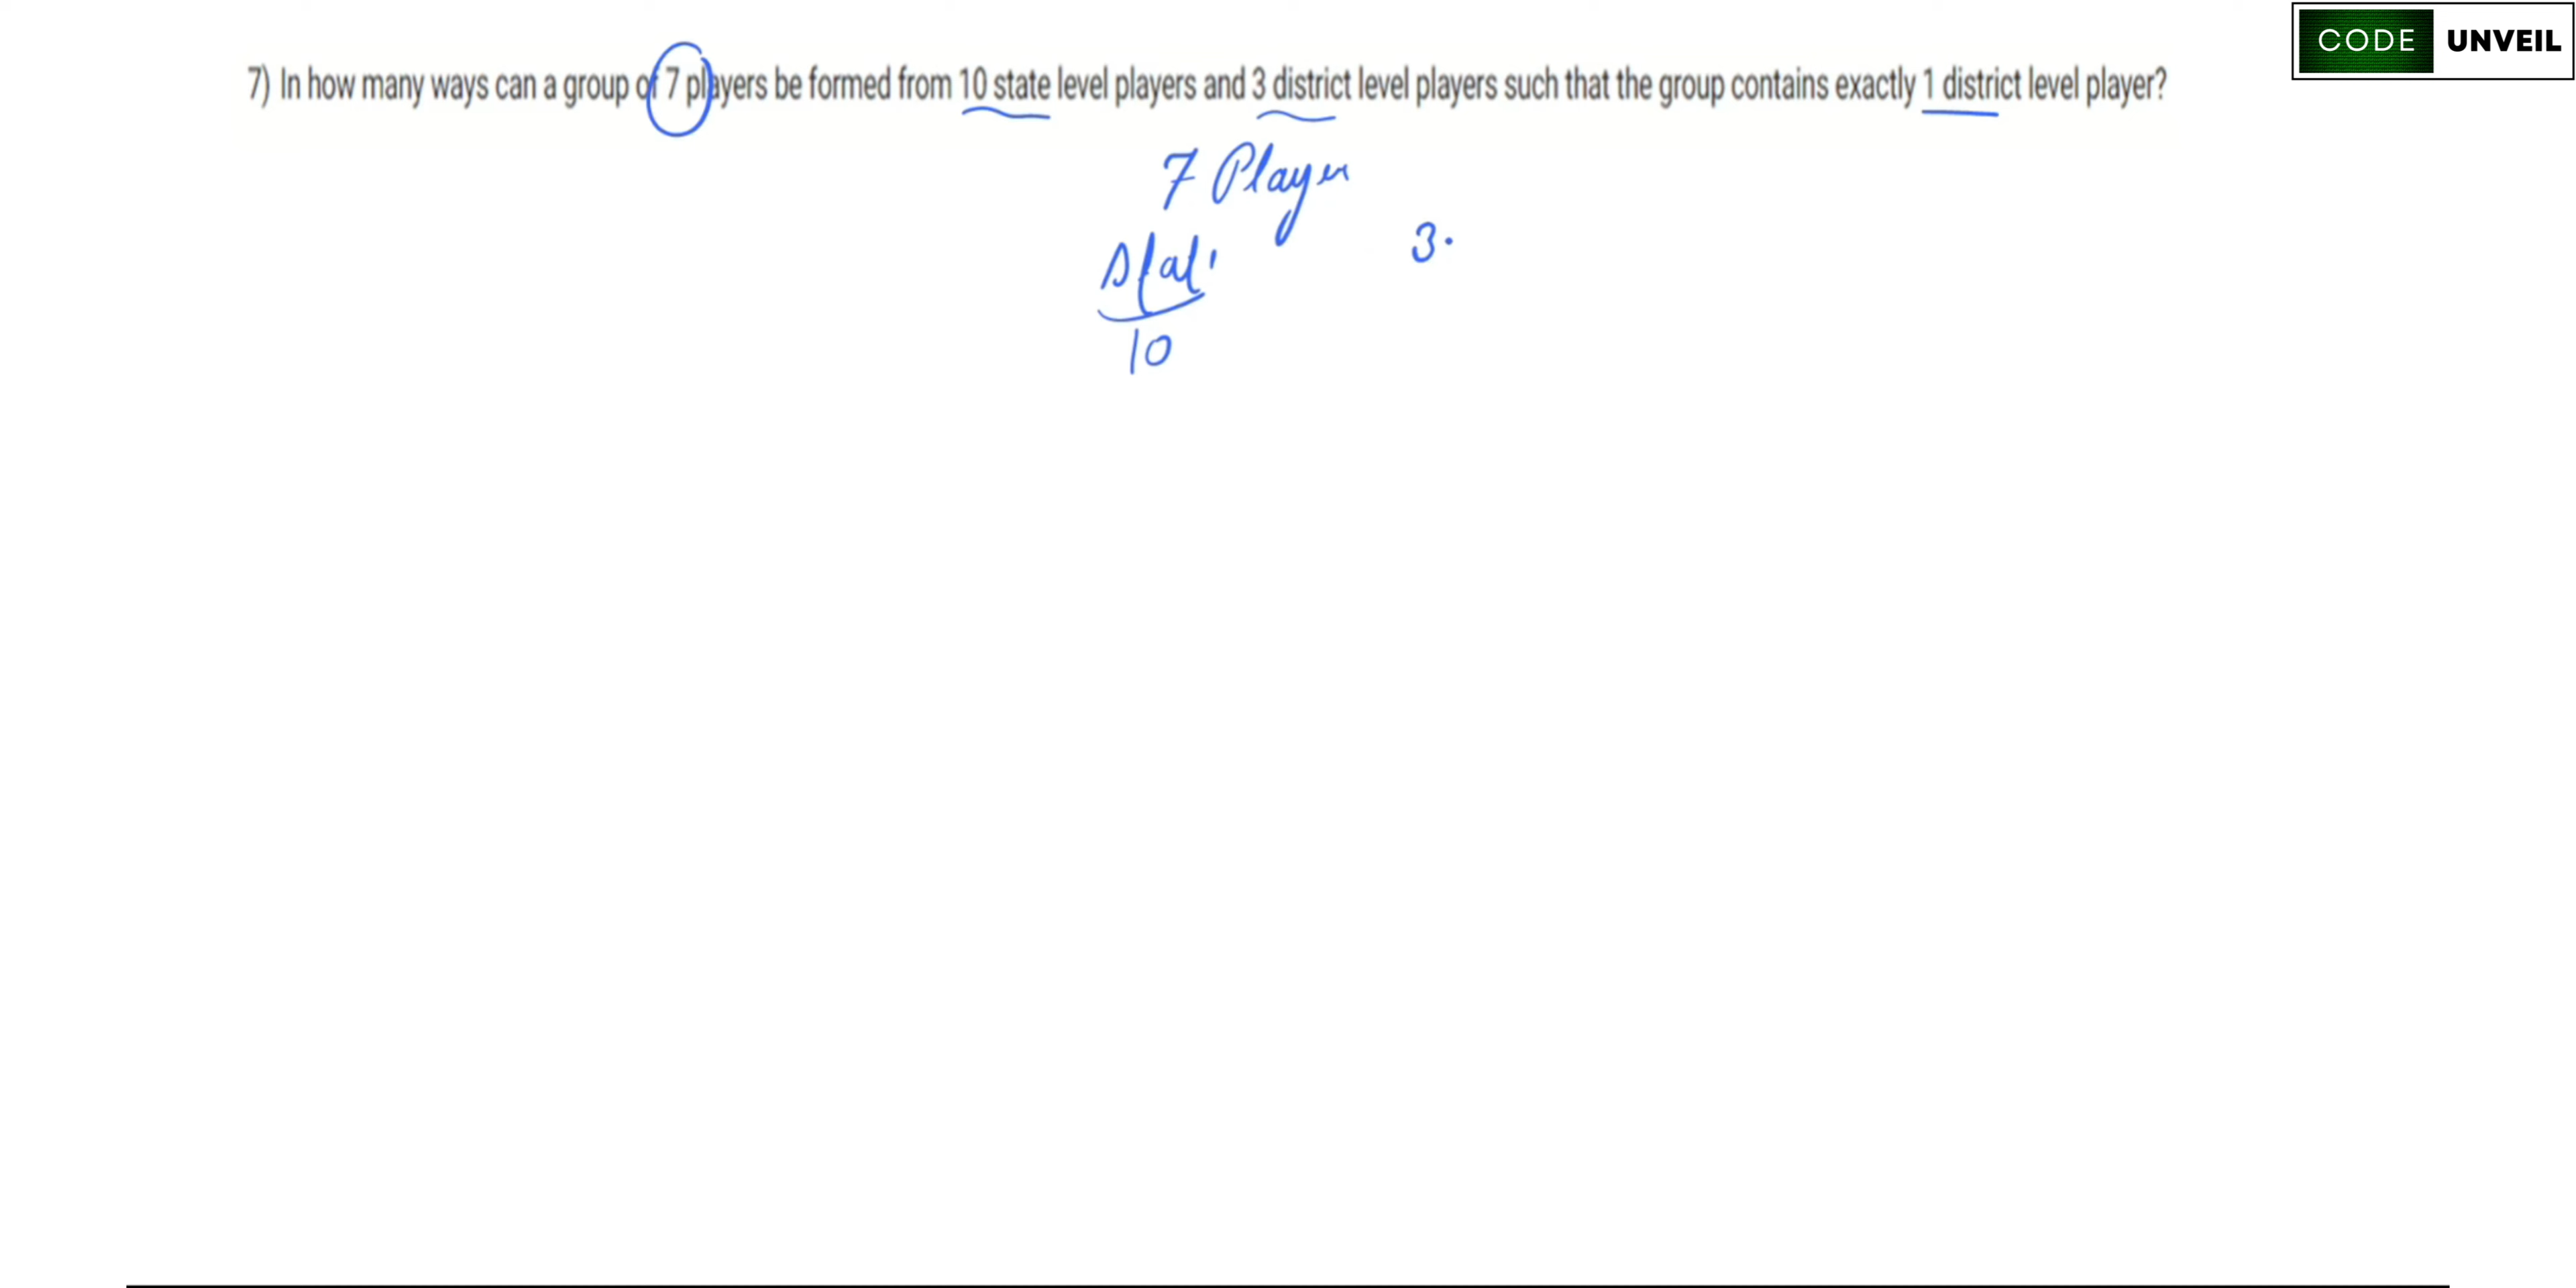 CODE UNVEIL
7) In how many ways can a group of 7 players be formed from 10 state level players and 3 district level players such that the group contains exactly 1 district level player?
7 Player
3.
10